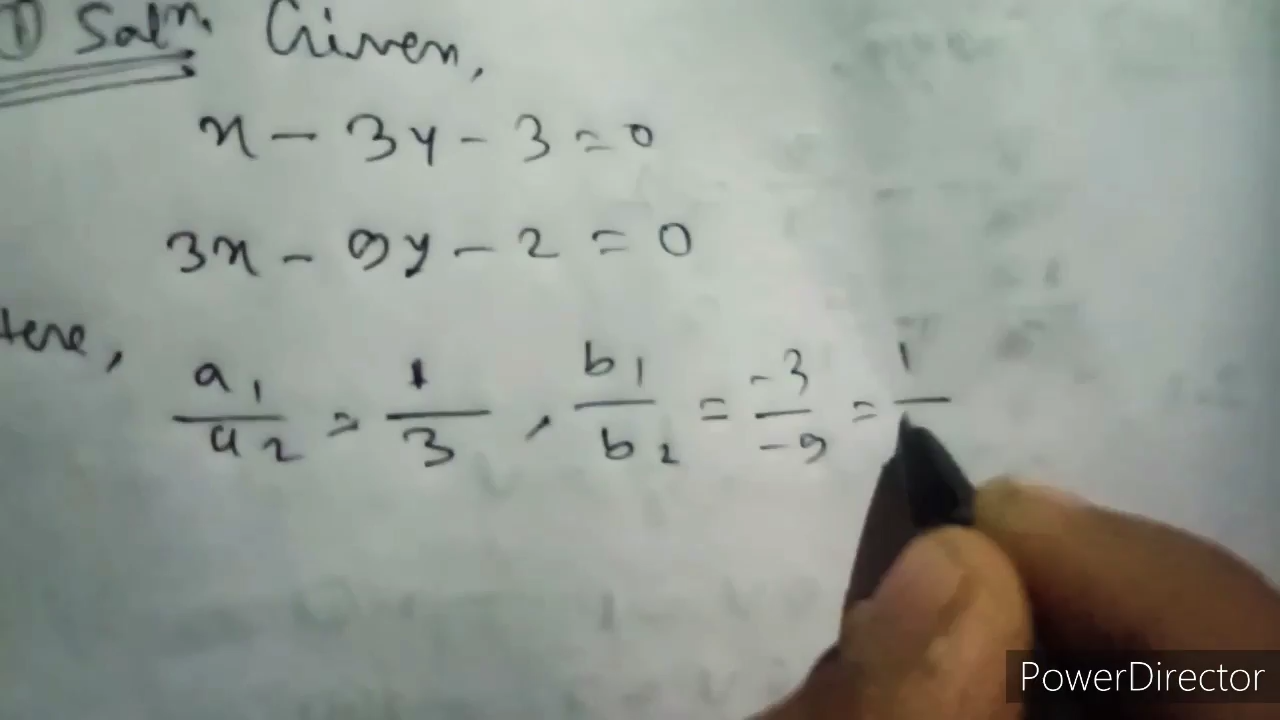 ① Salⁿ. Given,
x - 3y - 3 = 0
3x - 9y - 2 = 0
Here, a1/a2 = 1/3, b1/b2 = -3/-9 = 1/
PowerDirector